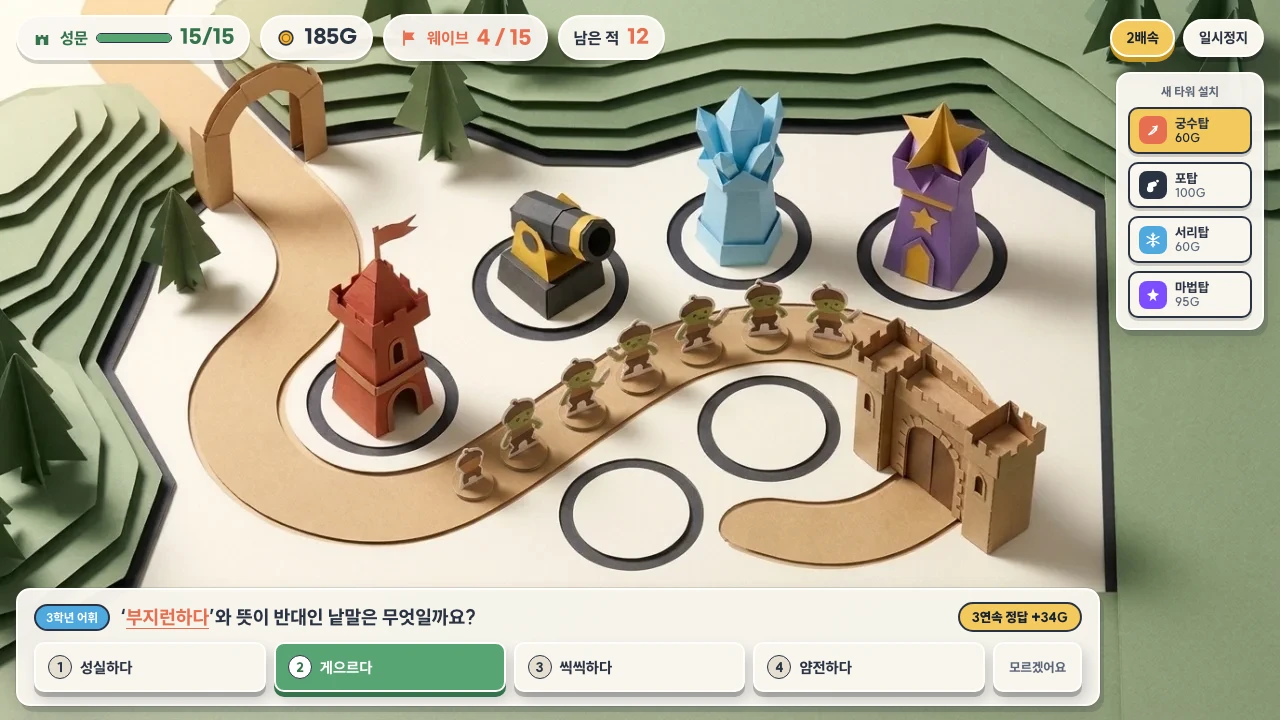 성문 15/15 185G 웨이브 4 / 15 남은 적 12 2배속 일시정지
새 타워 설치
궁수탑
60G
포탑
100G
서리탑
60G
마법탑
95G
3학년 어휘 ‘부지런하다’와 뜻이 반대인 낱말은 무엇일까요? 3연속 정답 +34G
1 성실하다 2 게으르다 3 씩씩하다 4 얌전하다 모르겠어요